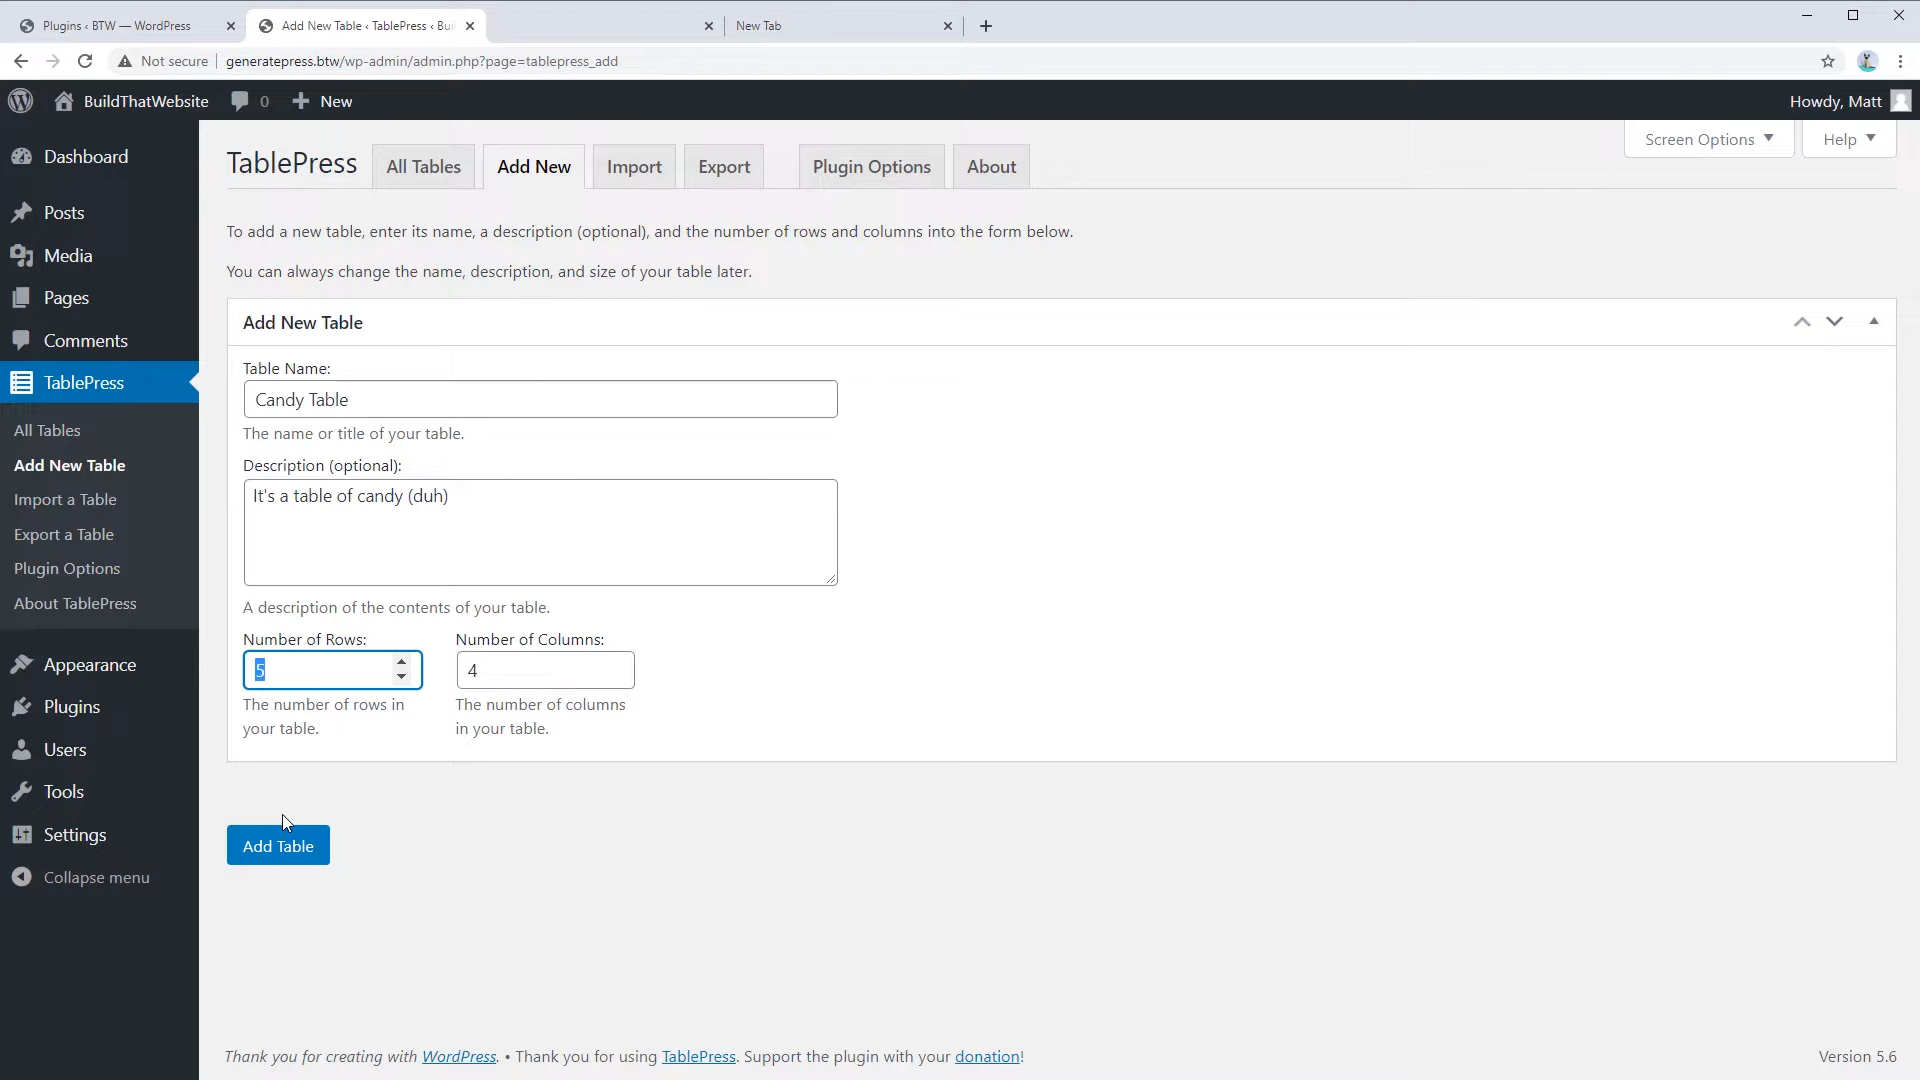 Plugins ‹ BTW — WordPress
Add New Table ‹ TablePress ‹ Bui
New Tab
Not secure
generatepress.btw/wp-admin/admin.php?page=tablepress_add
BuildThatWebsite
0
New
Howdy, Matt
Dashboard
Posts
Media
Pages
Comments
TablePress
All Tables
Add New Table
Import a Table
Export a Table
Plugin Options
About TablePress
Appearance
Plugins
Users
Tools
Settings
Collapse menu
Screen Options
Help
TablePress
All Tables
Add New
Import
Export
Plugin Options
About
To add a new table, enter its name, a description (optional), and the number of rows and columns into the form below.
You can always change the name, description, and size of your table later.
Add New Table
Table Name:
Candy Table
The name or title of your table.
Description (optional):
It's a table of candy (duh)
A description of the contents of your table.
Number of Rows:
5
The number of rows in
your table.
Number of Columns:
4
The number of columns
in your table.
Add Table
Thank you for creating with WordPress. • Thank you for using TablePress. Support the plugin with your donation!
Version 5.6